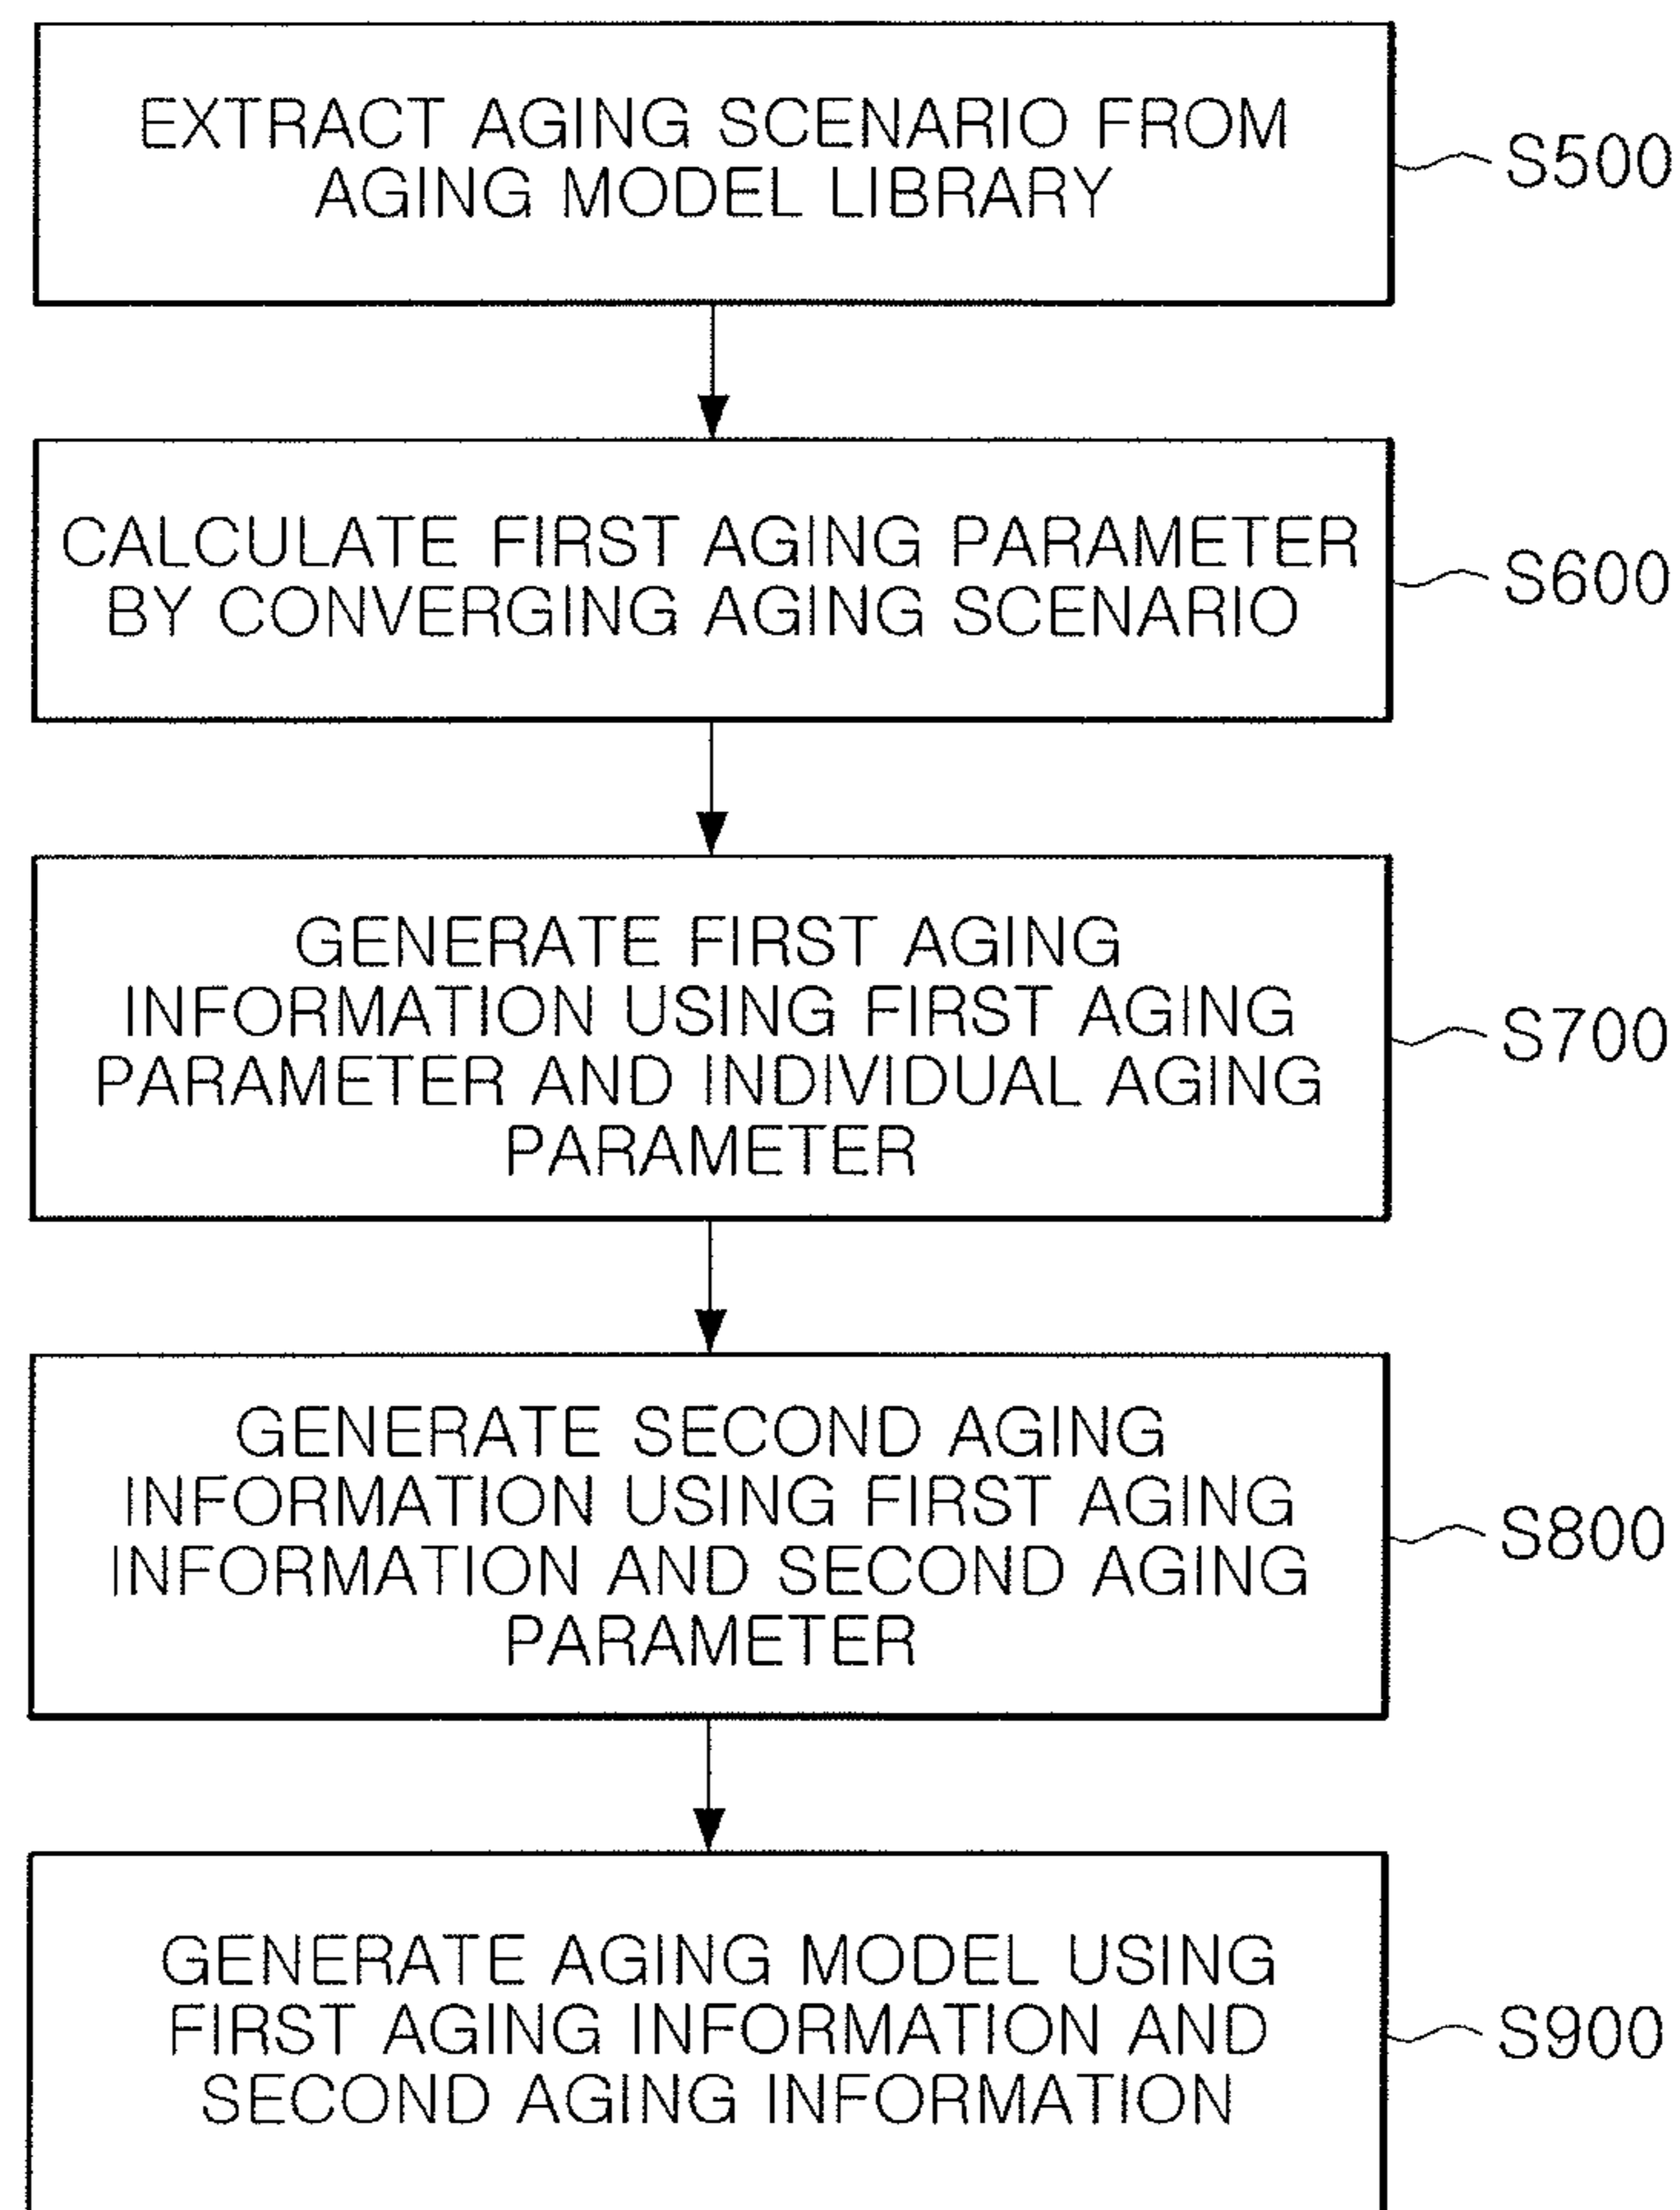 EXTRACT AGING SCENARIO FROM
AGING MODEL LIBRARY
S500
CALCULATE FIRST AGING PARAMETER
BY CONVERGING AGING SCENARIO
S600
GENERATE FIRST AGING
INFORMATION USING FIRST AGING
PARAMETER AND INDIVIDUAL AGING
PARAMETER
S700
GENERATE SECOND AGING
INFORMATION USING FIRST AGING
INFORMATION AND SECOND AGING
PARAMETER
S800
GENERATE AGING MODEL USING
FIRST AGING INFORMATION AND
SECOND AGING INFORMATION
S900